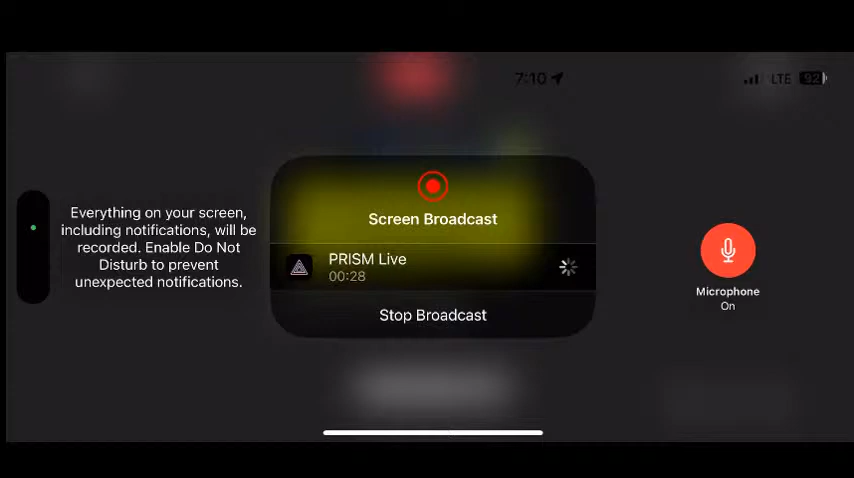 7:10
LTE 92
Everything on your screen,
including notifications, will be
recorded. Enable Do Not
Disturb to prevent
unexpected notifications.
Screen Broadcast
PRISM Live
00:28
Stop Broadcast
Microphone
On